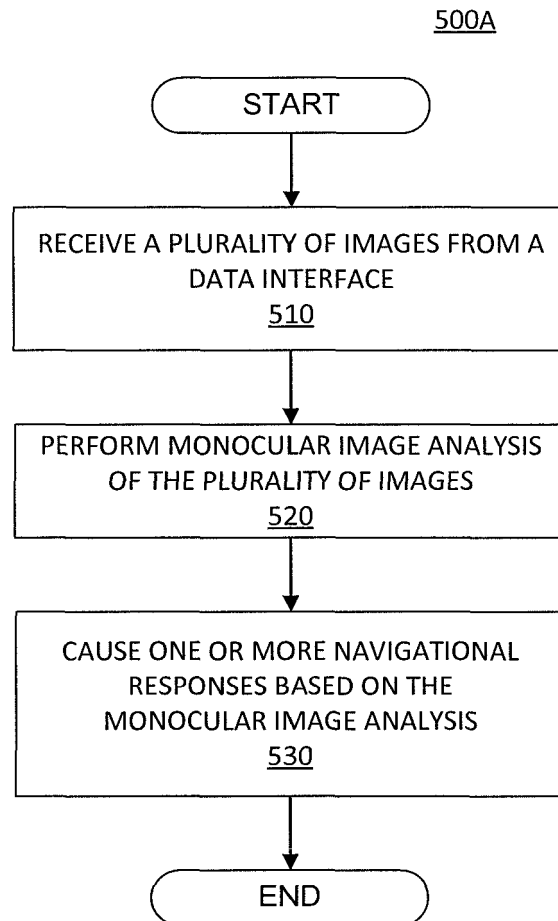 500A
START
RECEIVE A PLURALITY OF IMAGES FROM A
DATA INTERFACE
510
PERFORM MONOCULAR IMAGE ANALYSIS
OF THE PLURALITY OF IMAGES
520
CAUSE ONE OR MORE NAVIGATIONAL
RESPONSES BASED ON THE
MONOCULAR IMAGE ANALYSIS
530
END